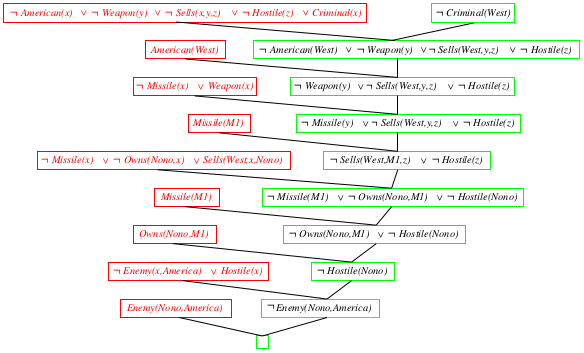 ¬ American(x) ∨ ¬ Weapon(y) ∨ ¬ Sells(x,y,z) ∨ ¬ Hostile(z) ∨ Criminal(x)
¬ Criminal(West)
American(West)
¬ American(West) ∨ ¬ Weapon(y) ∨ ¬ Sells(West,y,z) ∨ ¬ Hostile(z)
¬ Missile(x) ∨ Weapon(x)
¬ Weapon(y) ∨ ¬ Sells(West,y,z) ∨ ¬ Hostile(z)
Missile(M1)
¬ Missile(y) ∨ ¬ Sells(West,y,z) ∨ ¬ Hostile(z)
¬ Missile(x) ∨ ¬ Owns(Nono,x) ∨ Sells(West,x,Nono)
¬ Sells(West,M1,z) ∨ ¬ Hostile(z)
Missile(M1)
¬ Missile(M1) ∨ ¬ Owns(Nono,M1) ∨ ¬ Hostile(Nono)
Owns(Nono,M1)
¬ Owns(Nono,M1) ∨ ¬ Hostile(Nono)
¬ Enemy(x,America) ∨ Hostile(x)
¬ Hostile(Nono)
Enemy(Nono,America)
¬ Enemy(Nono,America)